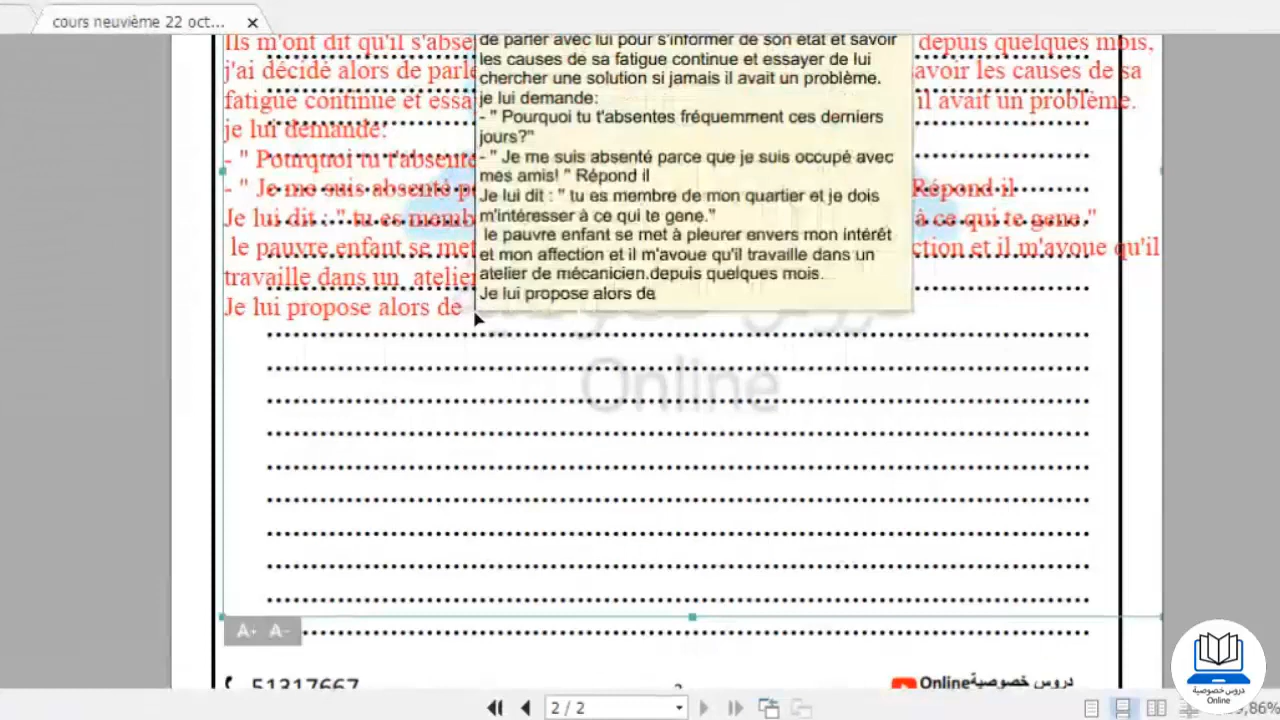 cours neuvième 22 oct...
Ils m'ont dit qu'il s'abse
depuis quelques mois,
j'ai décidé alors de parle
avoir les causes de sa
fatigue continue et essa
il avait un problème.
je lui demande:
- " Pourquoi tu t'absente
- " Je me suis absenté p
Répond il
Je lui dit : " tu es memb
à ce qui te gene."
le pauvre enfant se met
ction et il m'avoue qu'il
travaille dans un atelier
Je lui propose alors de
de parler avec lui pour s'informer de son état et savoir
les causes de sa fatigue continue et essayer de lui
chercher une solution si jamais il avait un problème.
je lui demande:
- " Pourquoi tu t'absentes fréquemment ces derniers
jours?"
- " Je me suis absenté parce que je suis occupé avec
mes amis! " Répond il
Je lui dit : " tu es membre de mon quartier et je dois
m'intéresser à ce qui te gene."
le pauvre enfant se met à pleurer envers mon intérêt
et mon affection et il m'avoue qu'il travaille dans un
atelier de mécanicien.depuis quelques mois.
Je lui propose alors de
Online
A+ A-
51317667
2
Online دروس خصوصية
2 / 2
9,86%
دروس خصوصية
Online